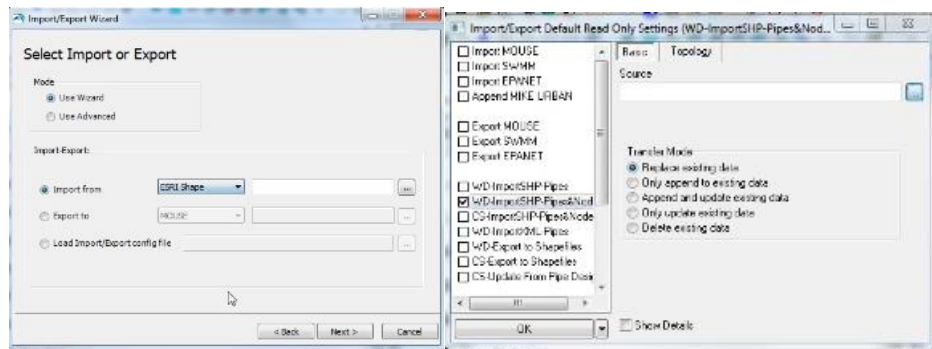 Import/Export Wizard
Select Import or Export
Mode
Use Wizard
Use Advanced
Import-Export:
Import from
ESRI Shape
...
Export to
MOUSE
...
Load Import/Export config file
...
< Back
Next >
Cancel
Import/Export Default Read Only Settings (WD-ImportSHP-Pipes&Nod...
Import MOUSE
Import SWMM
Import EPANET
Append MIKE URBAN
Export MOUSE
Export SWMM
Export EPANET
WD-ImportSHP-Pipes
WD-ImportSHP-Pipes&Nod
CS-ImportSHP-Pipes&Node
WD-ImportXML-Pipes
WD-Export to Shapefiles
CS-Export to Shapefiles
CS-Update From Pipe Desi
OK
Basic
Topology
Source
...
Transfer Mode
Replace existing data
Only append to existing data
Append and update existing data
Only update existing data
Delete existing data
Show Details